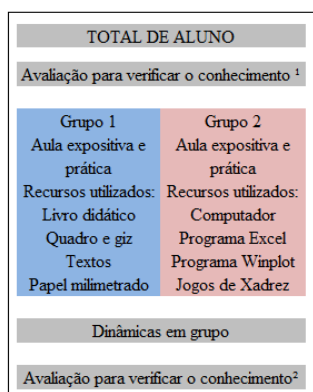 TOTAL DE ALUNO
Avaliação para verificar o conhecimento ¹
Grupo 1
Aula expositiva e
prática
Recursos utilizados:
Livro didático
Quadro e giz
Textos
Papel milimetrado
Grupo 2
Aula expositiva e
prática
Recursos utilizados:
Computador
Programa Excel
Programa Winplot
Jogos de Xadrez
Dinâmicas em grupo
Avaliação para verificar o conhecimento²